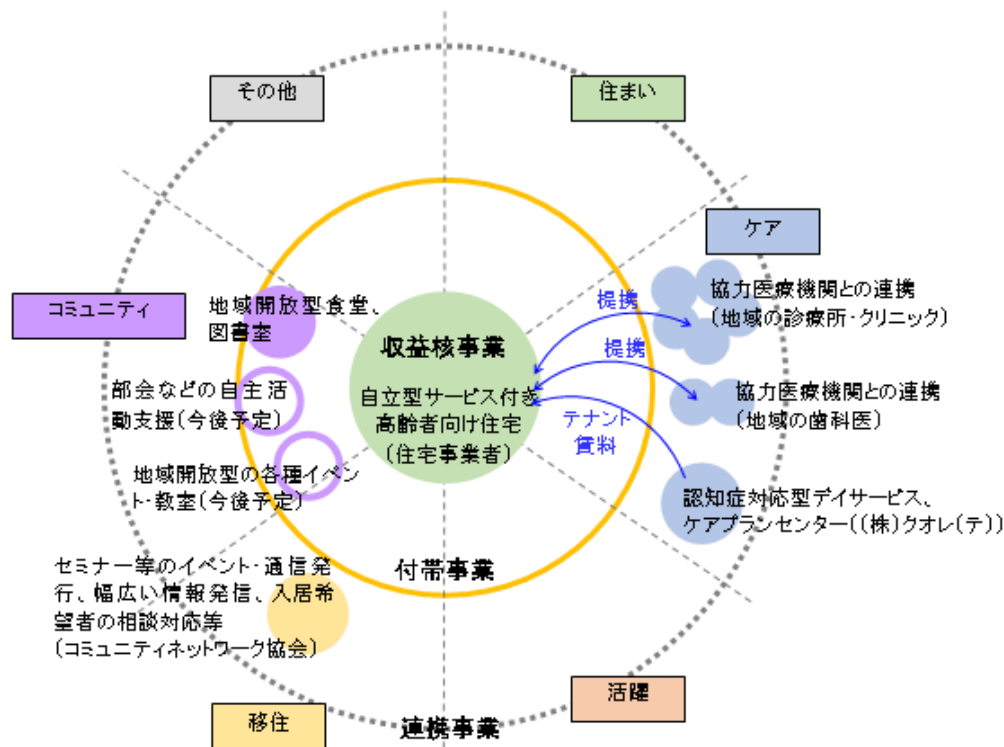 その他
住まい
ケア
コミュニティ
地域開放型食堂、
図書室
収益核事業
自立型サービス付き
高齢者向け住宅
（住宅事業者）
提携
協力医療機関との連携
（地域の診療所・クリニック）
提携
協力医療機関との連携
（地域の歯科医）
テナント
賃料
認知症対応型デイサービス、
ケアプランセンター（（株）クオレ（テ））
部会などの自主活
動支援（今後予定）
地域開放型の各種イベン
ト・教室（今後予定）
付帯事業
セミナー等のイベント・通信発
行、幅広い情報発信、入居希
望者の相談対応等
（コミュニティネットワーク協会）
移住
連携事業
活躍